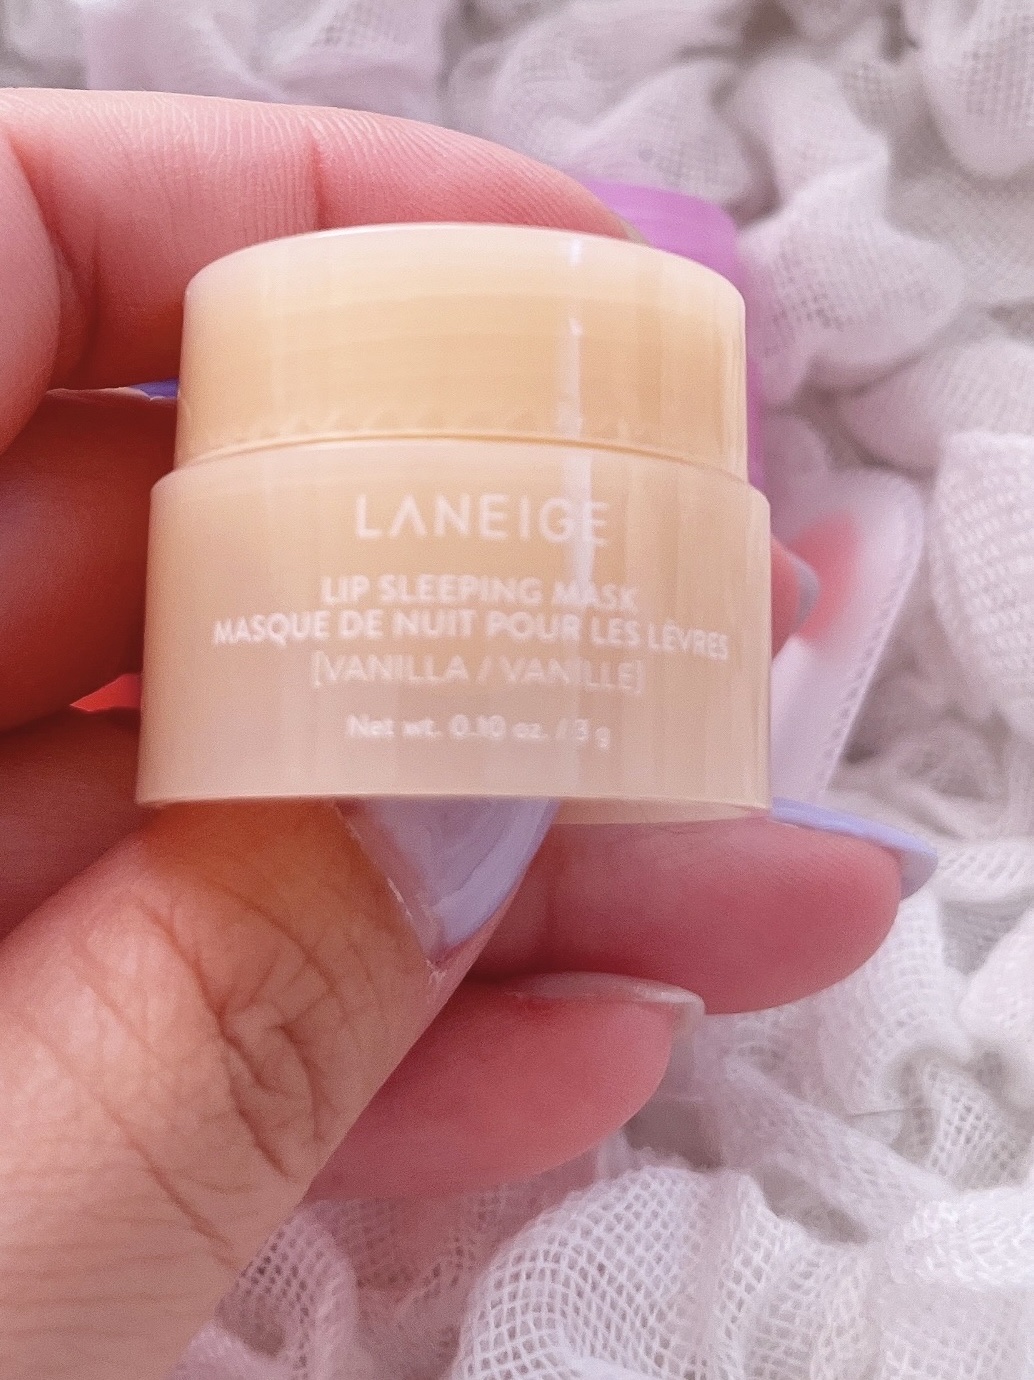 LANEIGE
LIP SLEEPING MASK
MASQUE DE NUIT POUR LES LÈVRES
[VANILLA / VANILLE]
Net wt. 0.10 oz. / 3 g